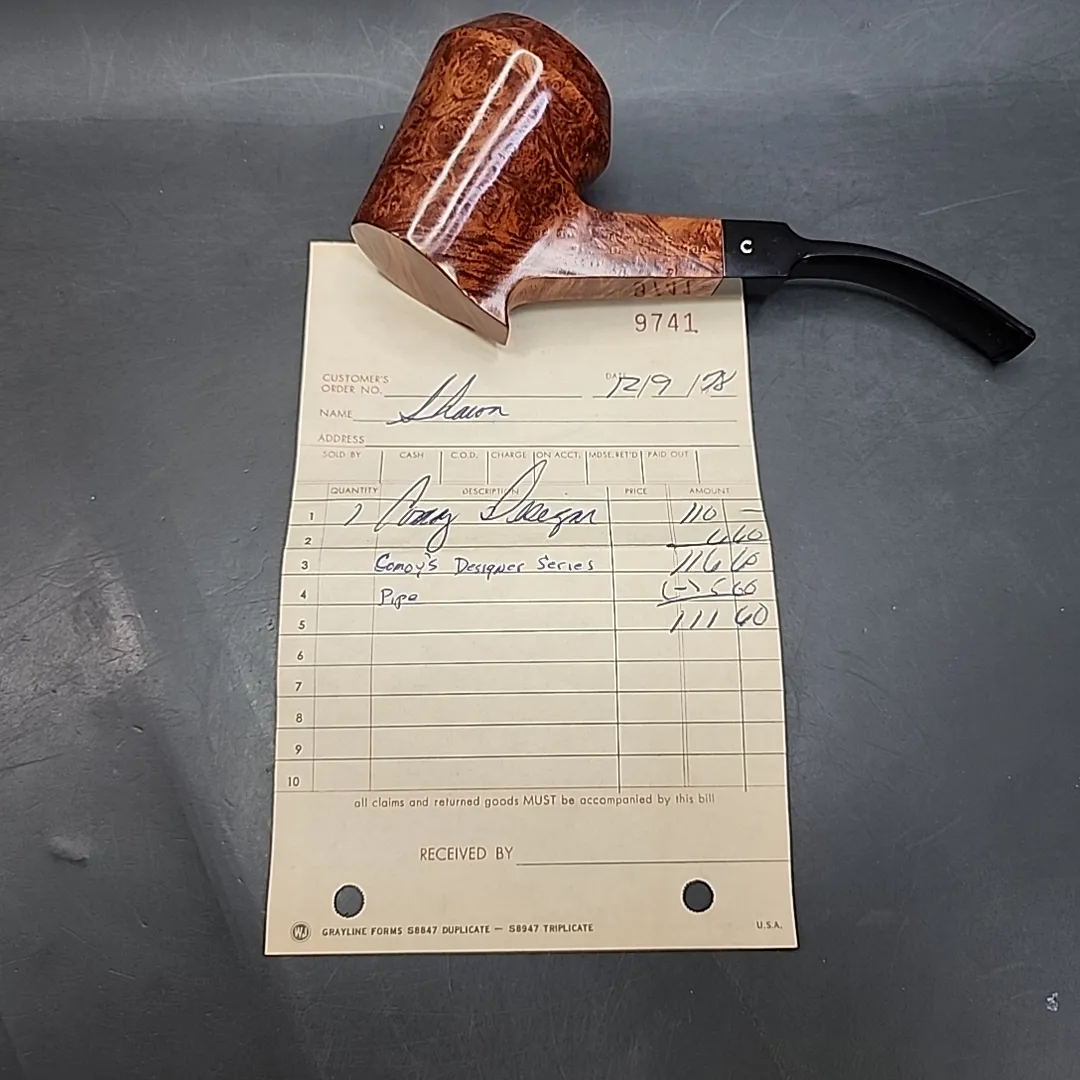 C
9741
CUSTOMER'S ORDER NO. DATE 12/9/78
NAME Shawn
ADDRESS
SOLD BY CASH C.O.D. CHARGE ON ACCT. MDSE. RET'D PAID OUT
QUANTITY DESCRIPTION PRICE AMOUNT
1 1 Comoy Designer 110 —
2 6 60
3 Comoy's Designer Series 116 60
4 Pipe (-) 5 00
5 111 60
6
7
8
9
10
all claims and returned goods MUST be accompanied by this bill
RECEIVED BY
WJ GRAYLINE FORMS S8847 DUPLICATE — S8947 TRIPLICATE U.S.A.